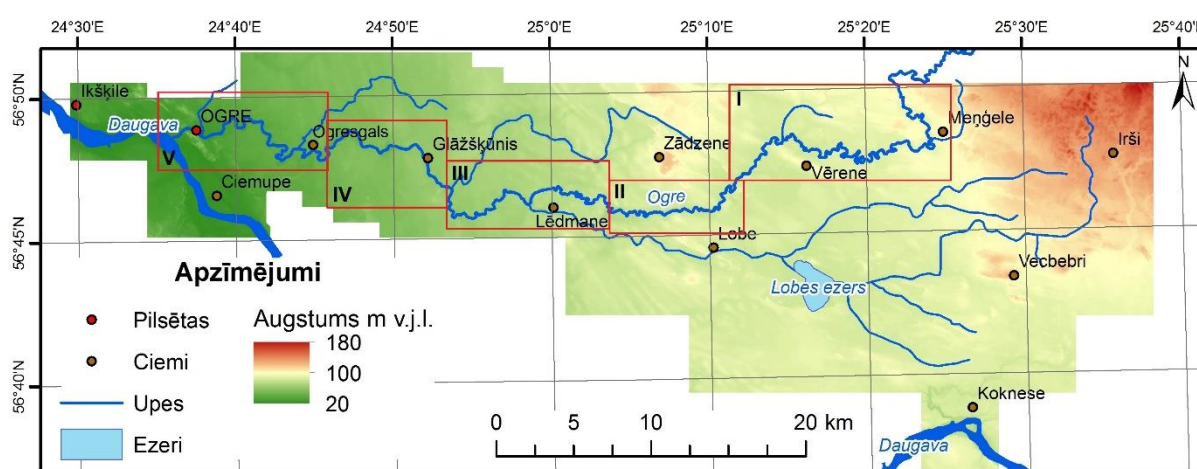 24°30'E
24°40'E
24°50'E
25°0'E
25°10'E
25°20'E
25°30'E
25°40'E
N
56°50'N
56°45'N
56°40'N
Ikšķile
Daugava
OGRE
V
Ogresgals
Ciemupe
IV
Glāžšķūnis
III
Lēdmane
Zādzene
II
Ogre
Lobe
I
Vērene
Meņģele
Irši
Lobes ezers
Vecbebri
Koknese
Daugava
Apzīmējumi
Pilsētas
Ciemi
Upes
Ezeri
Augstums m v.j.l.
180
100
20
0 5 10 20 km